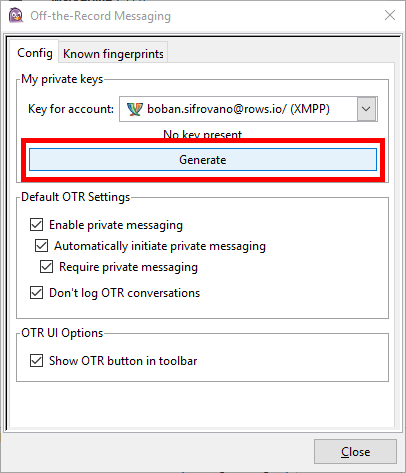 Off-the-Record Messaging
Config Known fingerprints
My private keys
Key for account: boban.sifrovano@rows.io/ (XMPP)
No key present
Generate
Default OTR Settings
Enable private messaging
Automatically initiate private messaging
Require private messaging
Don't log OTR conversations
OTR UI Options
Show OTR button in toolbar
Close